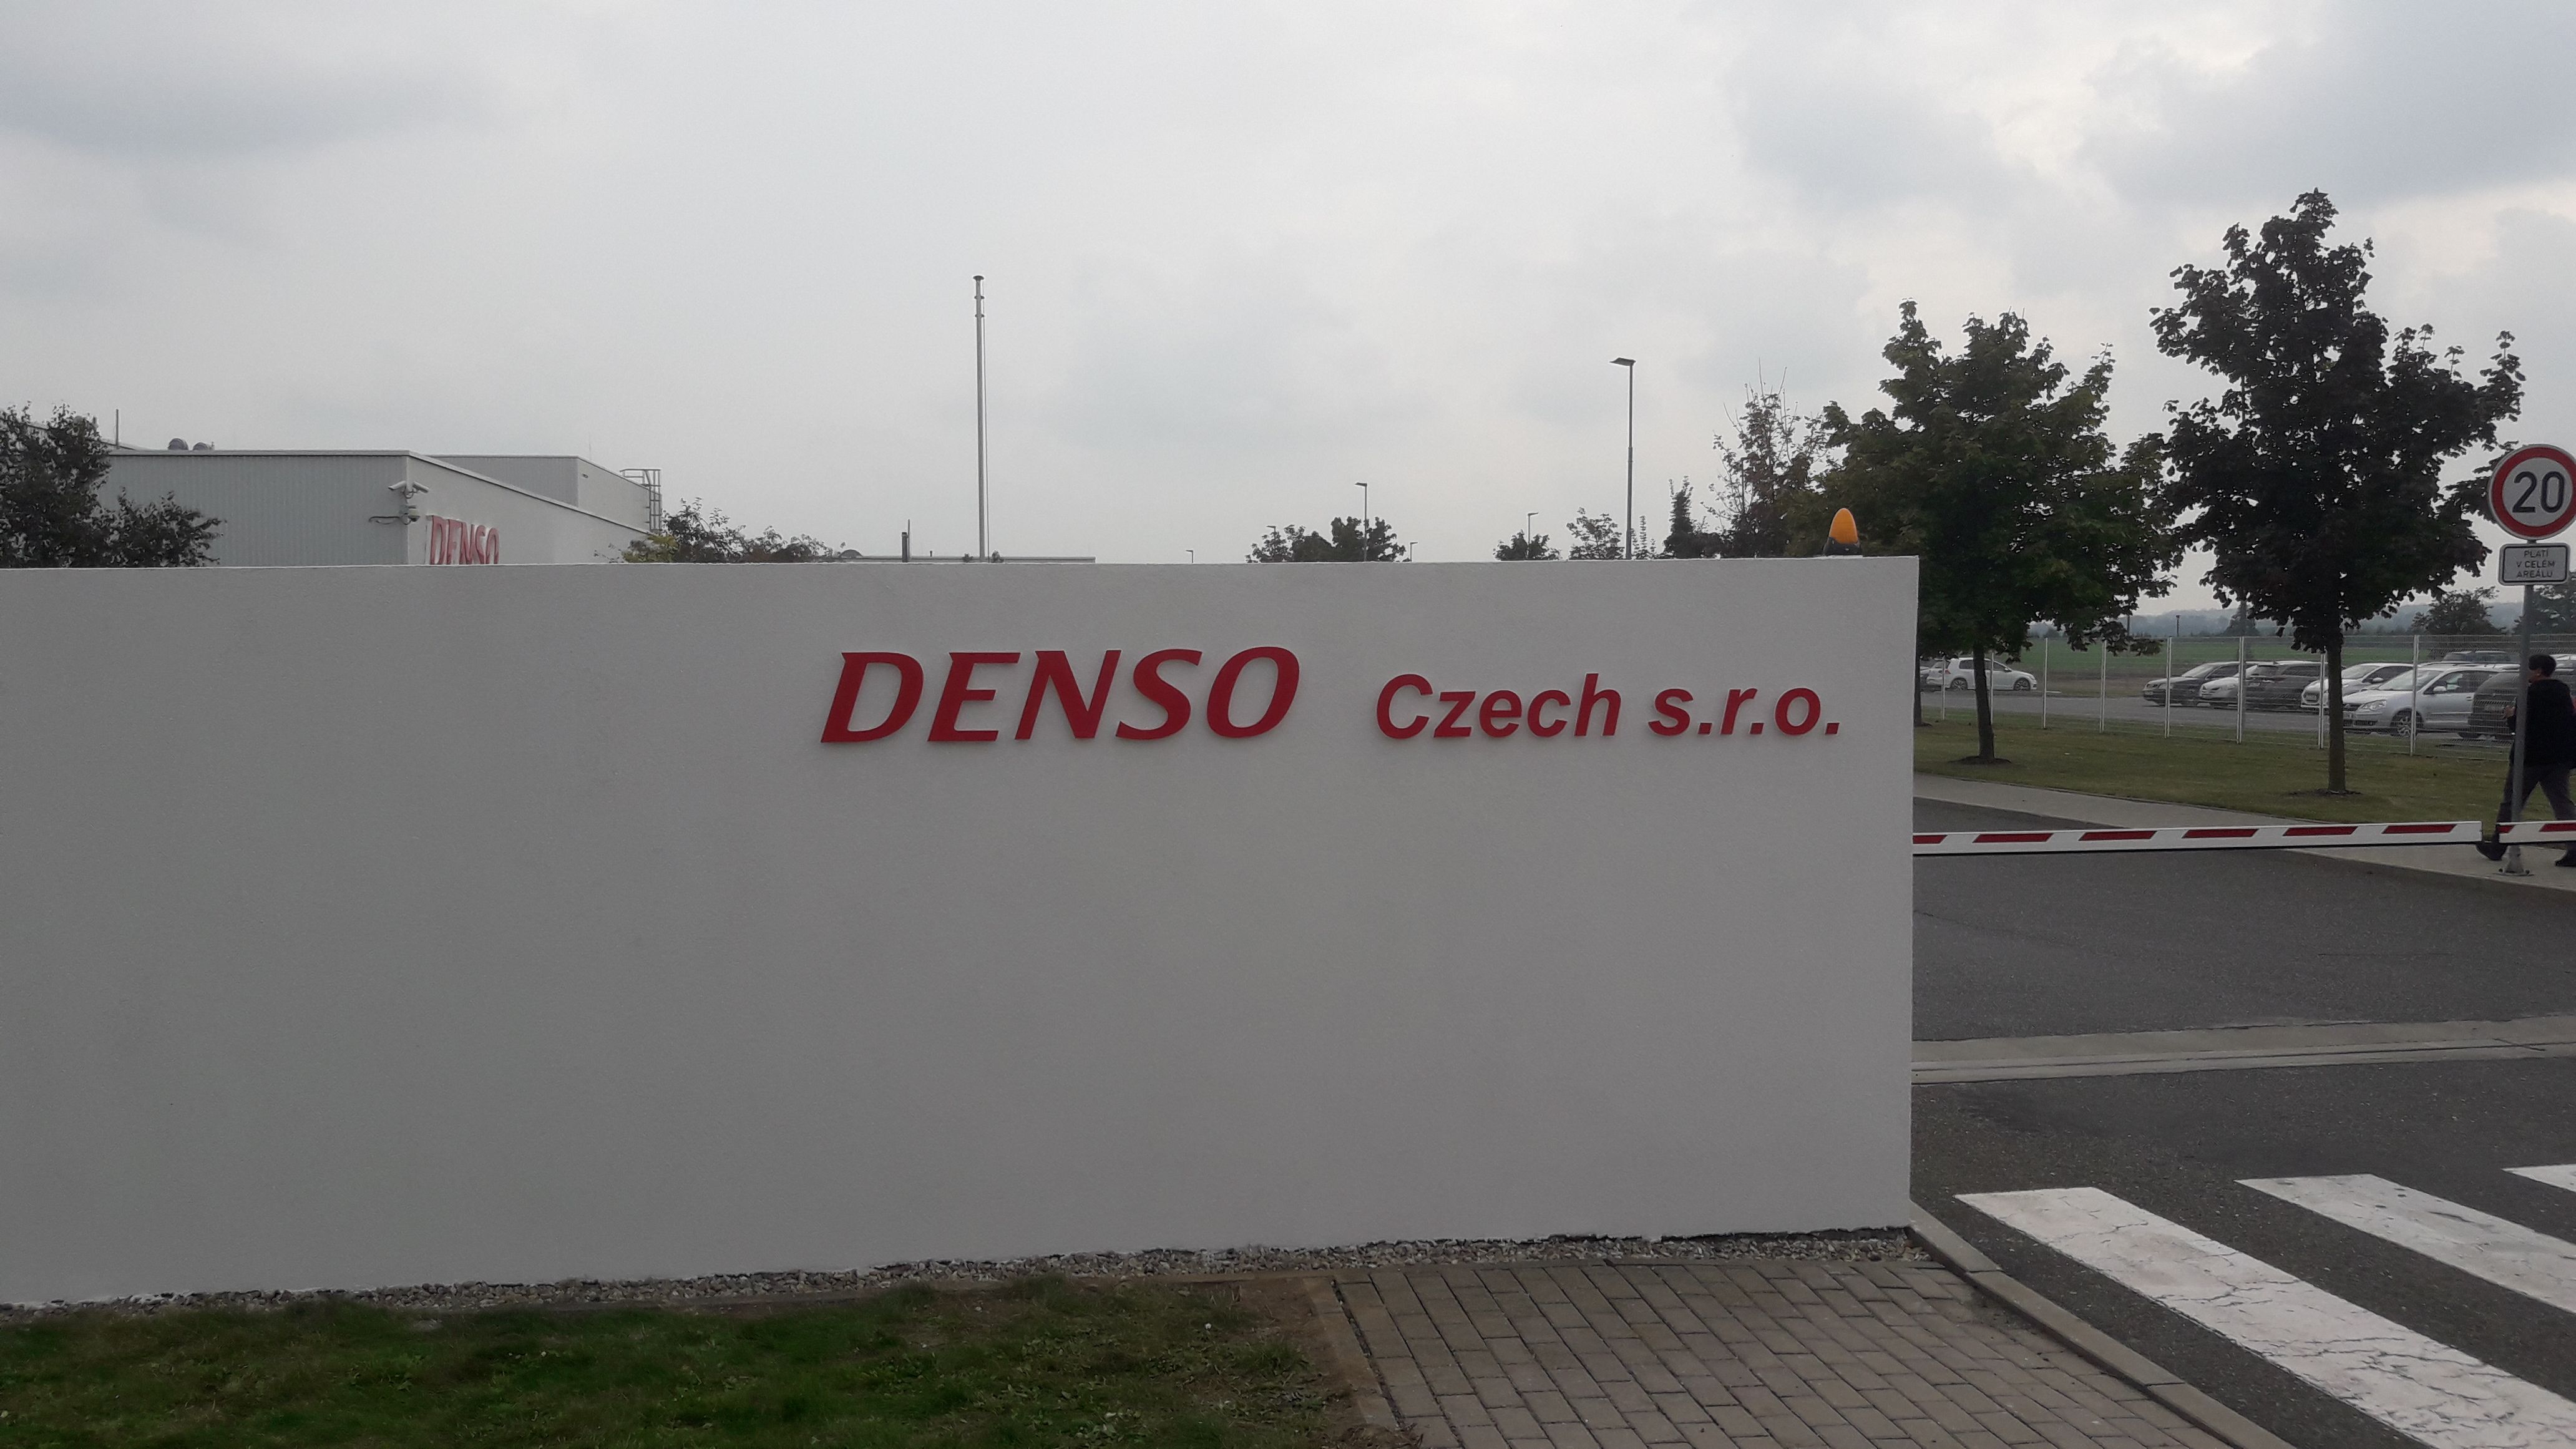 DENSO
DENSO Czech s.r.o.
20
PLATÍ
V CELÉM
AREÁLU